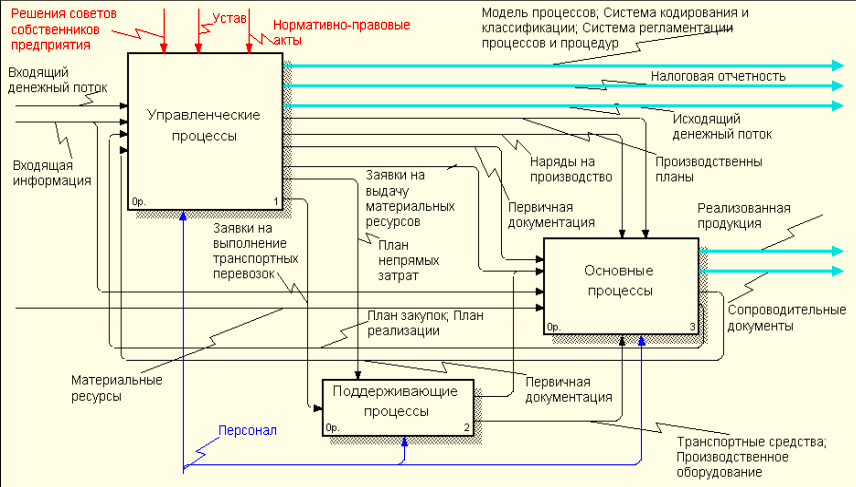 Решения советов
собственников
предприятия
Устав
Нормативно-правовые
акты
Модель процессов; Система кодирования и
классификации; Система регламентации
процессов и процедур
Входящий
денежный поток
Налоговая отчетность
Управленческие
процессы
Исходящий
денежный поток
Входящая
информация
Заявки на
выдачу
материальных
ресурсов
Наряды на
производство
Производственны
планы
0р.
1
Первичная
документация
Реализованная
продукция
Заявки на
выполнение
транспортных
перевозок
План
непрямых
затрат
Основные
процессы
0р.
3
Сопроводительные
документы
План закупок; План
реализации
Материальные
ресурсы
Первичная
документация
Поддерживающие
процессы
0р.
2
Персонал
Транспортные средства;
Производственное
оборудование